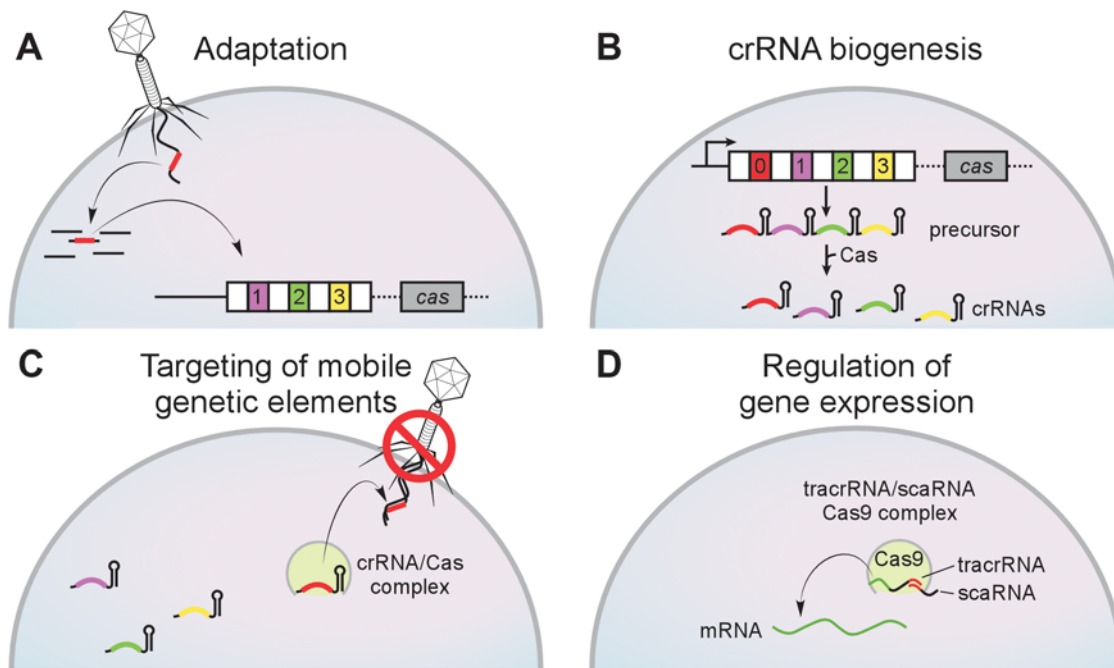 A
Adaptation
1 2 3 cas
B
crRNA biogenesis
0 1 2 3 cas
precursor
Cas
crRNAs
C
Targeting of mobile
genetic elements
crRNA/Cas
complex
D
Regulation of
gene expression
tracrRNA/scaRNA
Cas9 complex
Cas9
tracrRNA
scaRNA
mRNA